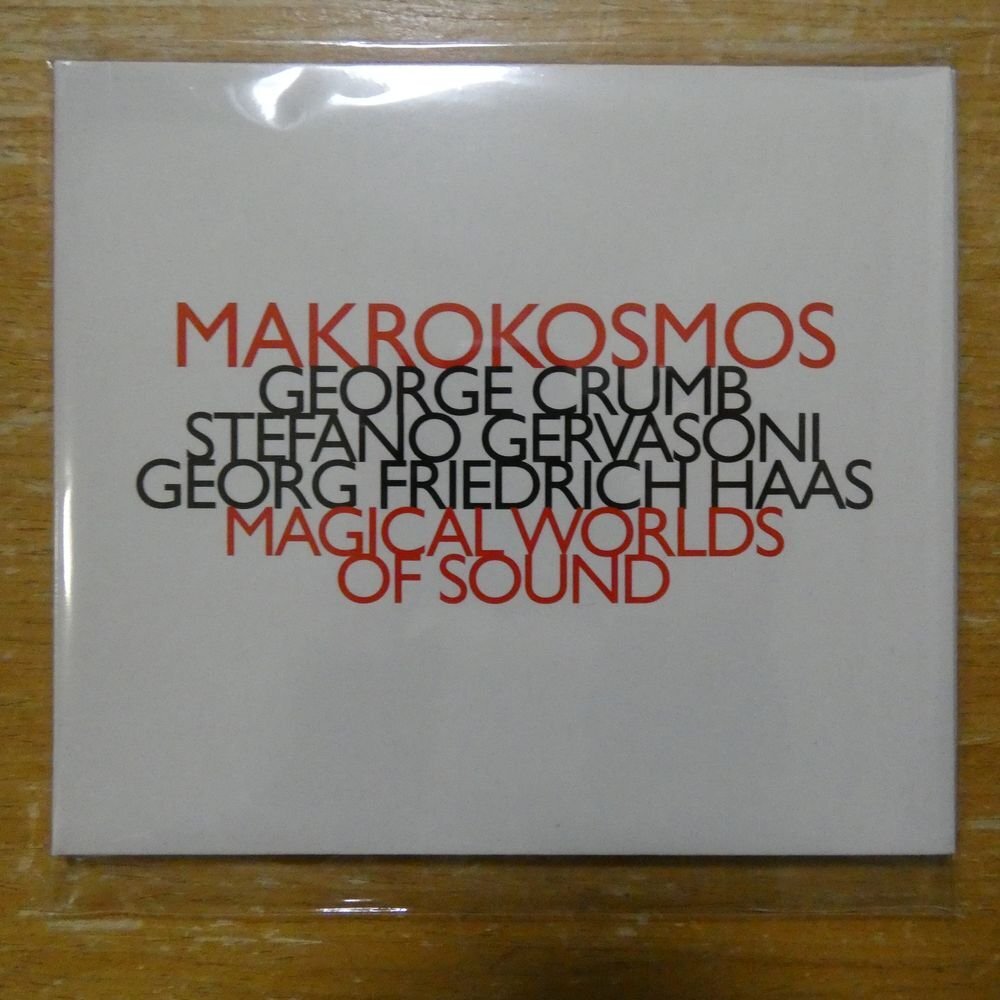 MAKROKOSMOS
GEORGE CRUMB
STEFANO GERVASONI
GEORG FRIEDRICH HAAS
MAGICAL WORLDS
OF SOUND